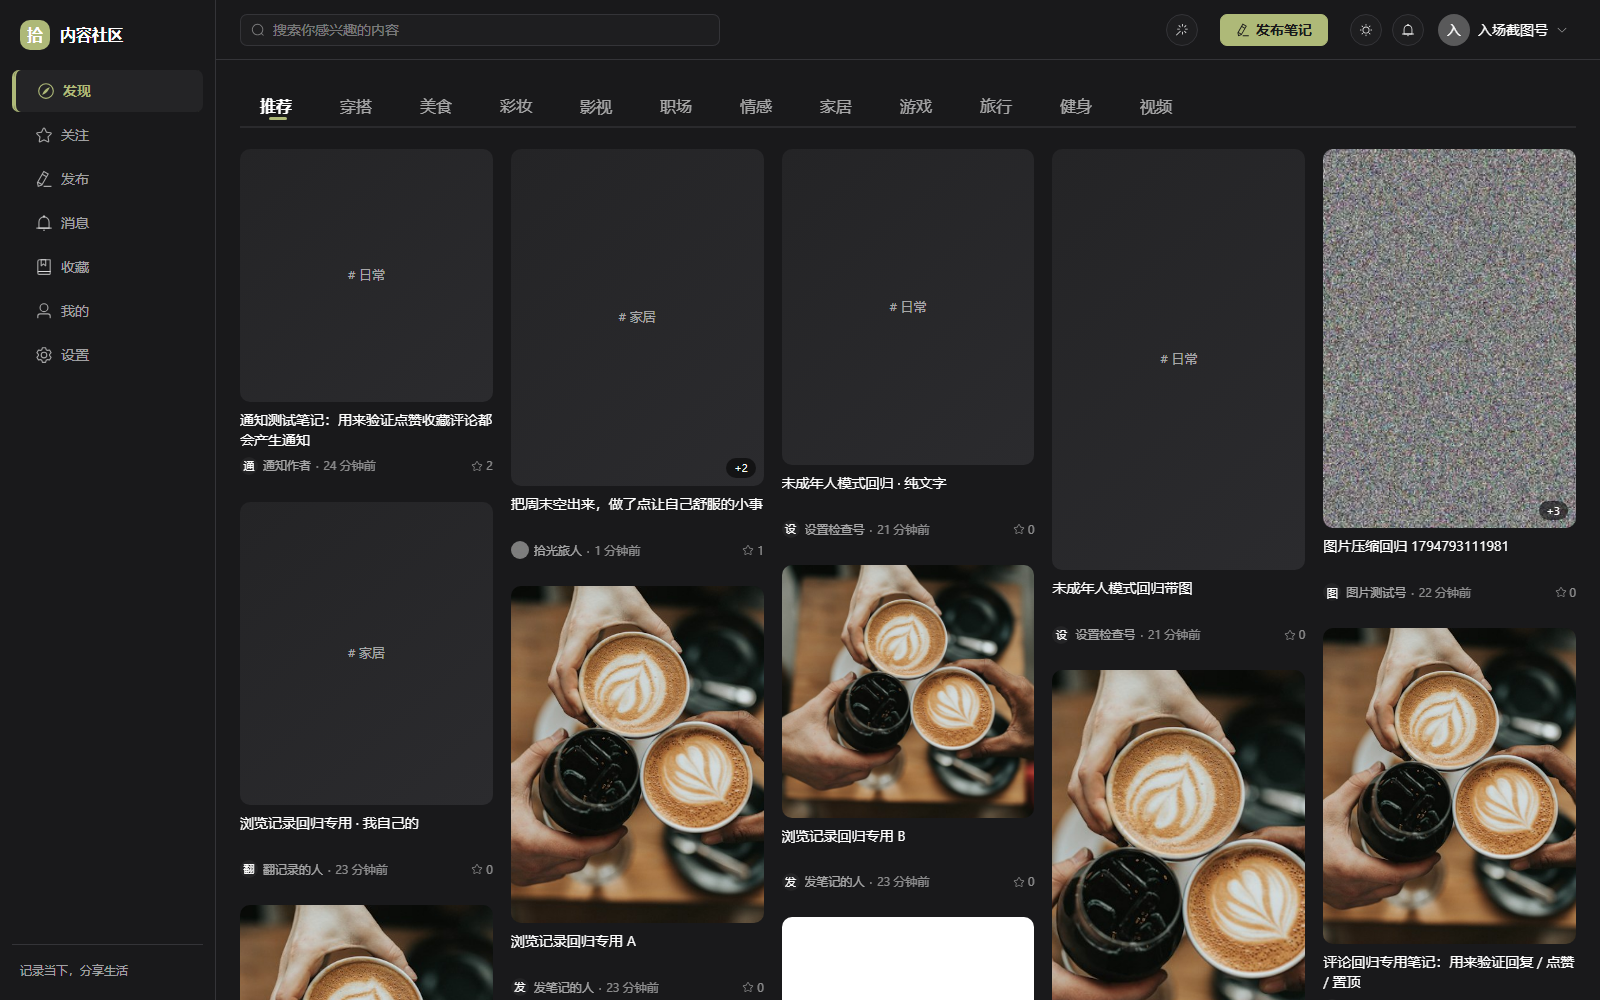 拾 内容社区
搜索你感兴趣的内容
发布笔记
入 入场截图号
发现
关注
发布
消息
收藏
我的
设置
记录当下，分享生活
推荐 穿搭 美食 彩妆 影视 职场 情感 家居 游戏 旅行 健身 视频
# 日常
通知测试笔记：用来验证点赞收藏评论都
会产生通知
通 通知作者 · 24 分钟前 2
# 家居
浏览记录回归专用 · 我自己的
翻 翻记录的人 · 23 分钟前 0
# 家居
+2
把周末空出来，做了点让自己舒服的小事
拾光旅人 · 1 分钟前 1
浏览记录回归专用 A
发 发笔记的人 · 23 分钟前 0
# 日常
未成年人模式回归 · 纯文字
设 设置检查号 · 21 分钟前 0
浏览记录回归专用 B
发 发笔记的人 · 23 分钟前 0
# 日常
未成年人模式回归带图
设 设置检查号 · 21 分钟前 0
+3
图片压缩回归 1794793111981
图 图片测试号 · 22 分钟前 0
评论回归专用笔记：用来验证回复 / 点赞
/ 置顶